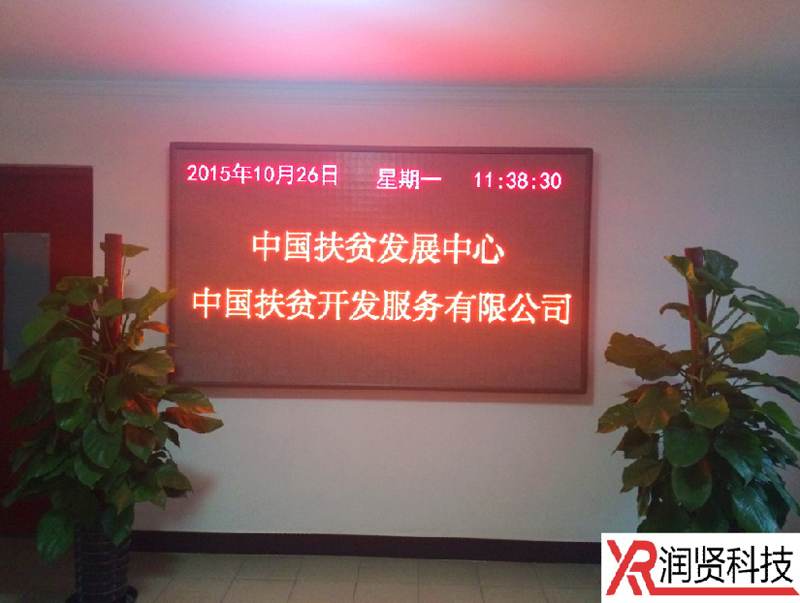 2015年10月26日 星期一 11:38:30
中国扶贫发展中心
中国扶贫开发服务有限公司
YR 润贤科技